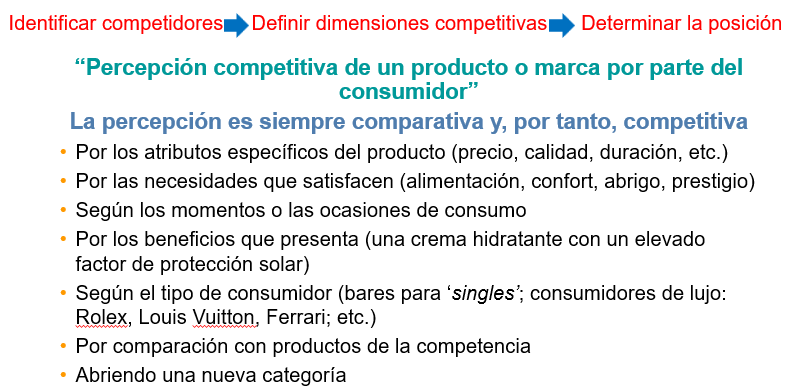 Identificar competidores Definir dimensiones competitivas Determinar la posición
“Percepción competitiva de un producto o marca por parte del
consumidor”
La percepción es siempre comparativa y, por tanto, competitiva
• Por los atributos específicos del producto (precio, calidad, duración, etc.)
• Por las necesidades que satisfacen (alimentación, confort, abrigo, prestigio)
• Según los momentos o las ocasiones de consumo
• Por los beneficios que presenta (una crema hidratante con un elevado
factor de protección solar)
• Según el tipo de consumidor (bares para ‘singles’; consumidores de lujo:
Rolex, Louis Vuitton, Ferrari; etc.)
• Por comparación con productos de la competencia
• Abriendo una nueva categoría